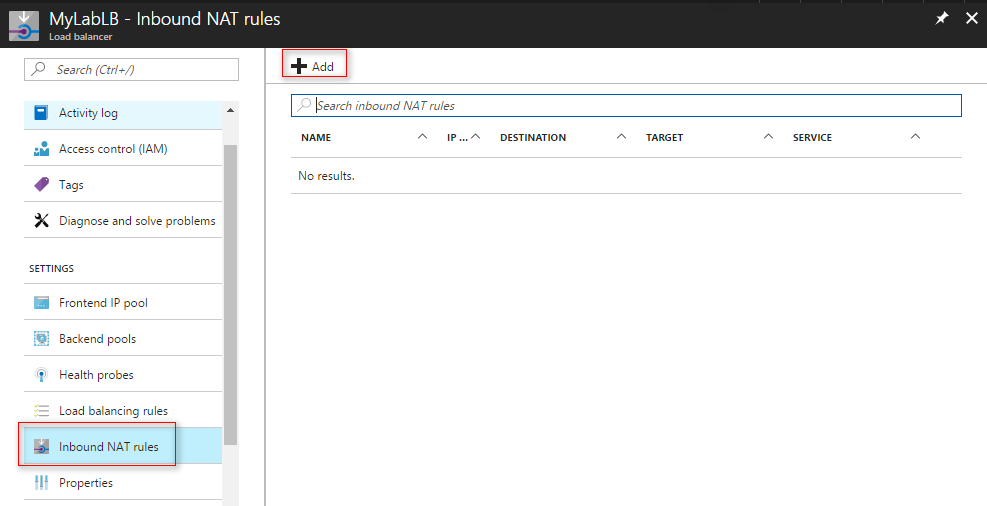 MyLabLB - Inbound NAT rules
Load balancer
Search (Ctrl+/)
Activity log
Access control (IAM)
Tags
Diagnose and solve problems
SETTINGS
Frontend IP pool
Backend pools
Health probes
Load balancing rules
Inbound NAT rules
Properties
Add
Search inbound NAT rules
NAME IP ... DESTINATION TARGET SERVICE
No results.